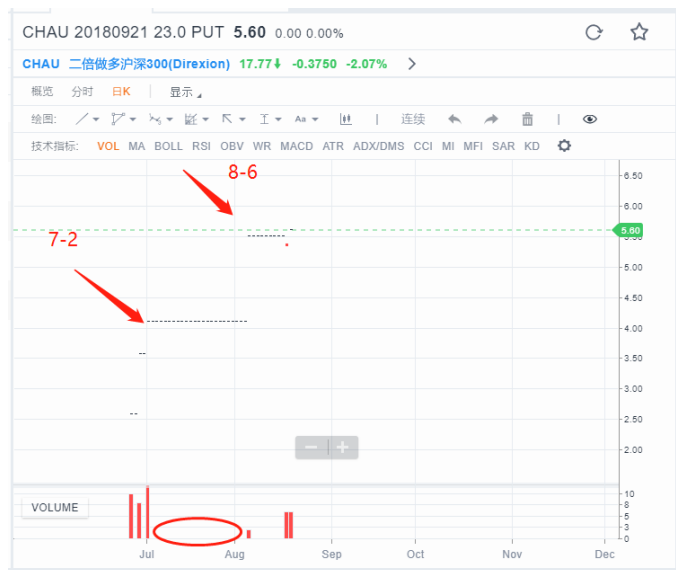 CHAU 20180921 23.0 PUT 5.60 0.00 0.00%
CHAU 二倍做多沪深300(Direxion) 17.77 -0.3750 -2.07%
概览 分时 日K 显示
绘图: Aa 连续
技术指标: VOL MA BOLL RSI OBV WR MACD ATR ADX/DMS CCI MI MFI SAR KD
8-6
7-2
6.50
6.00
5.60
5.00
4.50
4.00
3.50
3.00
2.50
2.00
VOLUME
10
8
5
3
0
Jul Aug Sep Oct Nov Dec